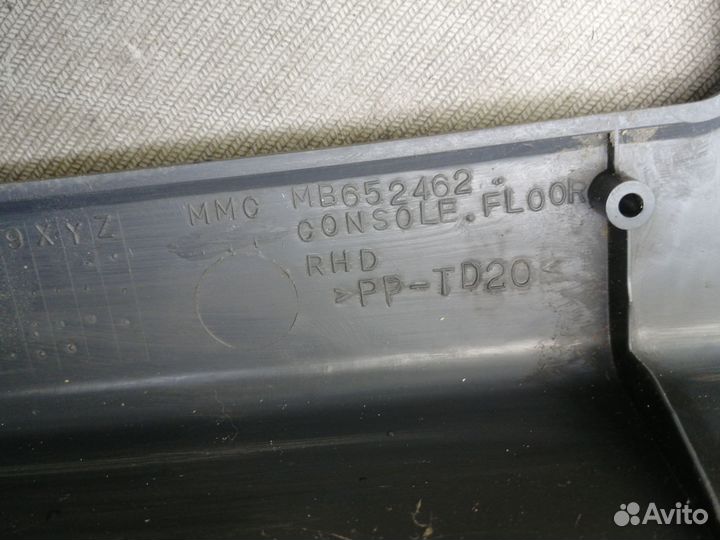 9XYZ
MMC MB652462
CONSOLE.FLOOR
RHD
>PP-TD20<
Avito